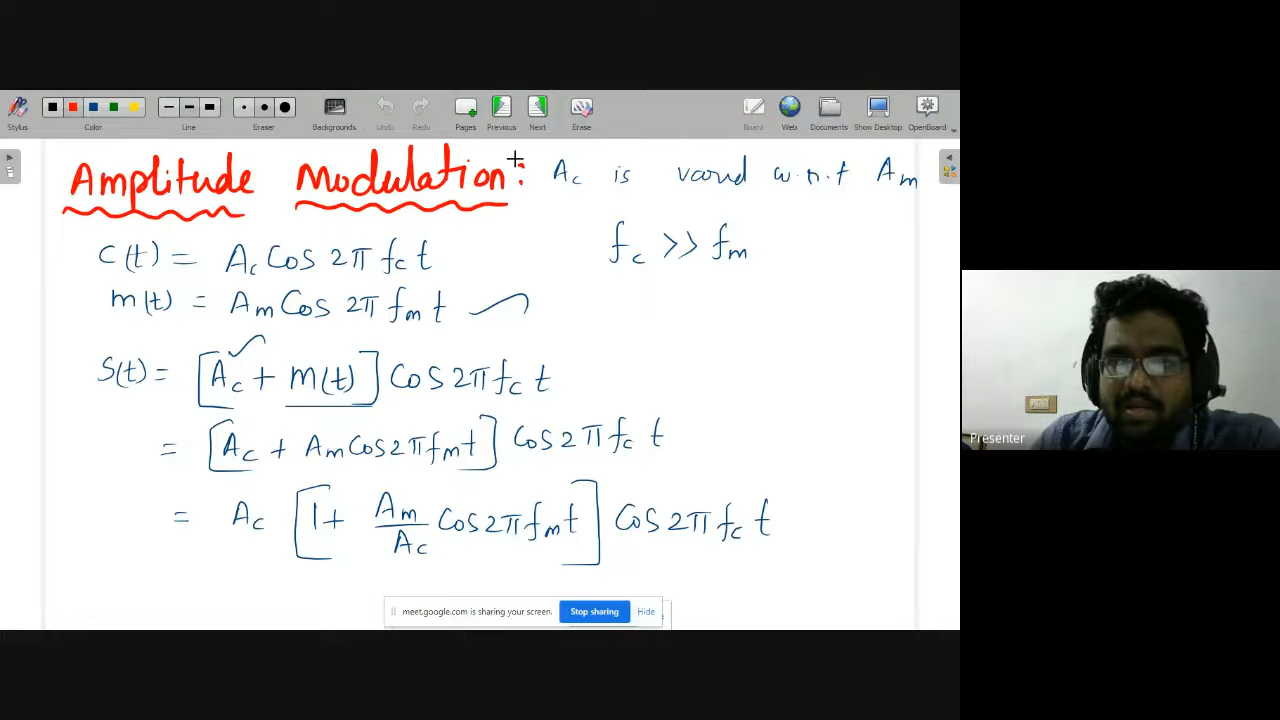 Stylus Color Line Eraser Backgrounds Undo Redo Pages Previous Next Erase Board Web Documents Show Desktop OpenBoard
Amplitude Modulation: Ac is varied w.r.t Am
C(t) = Ac Cos 2π fc t
fc >> fm
m(t) = Am Cos 2π fm t
S(t) = [Ac + m(t)] Cos 2π fc t
= [Ac + Am Cos 2π fm t] Cos 2π fc t
= Ac [1 + Am/Ac Cos 2π fm t] Cos 2π fc t
Presenter
meet.google.com is sharing your screen. Stop sharing Hide